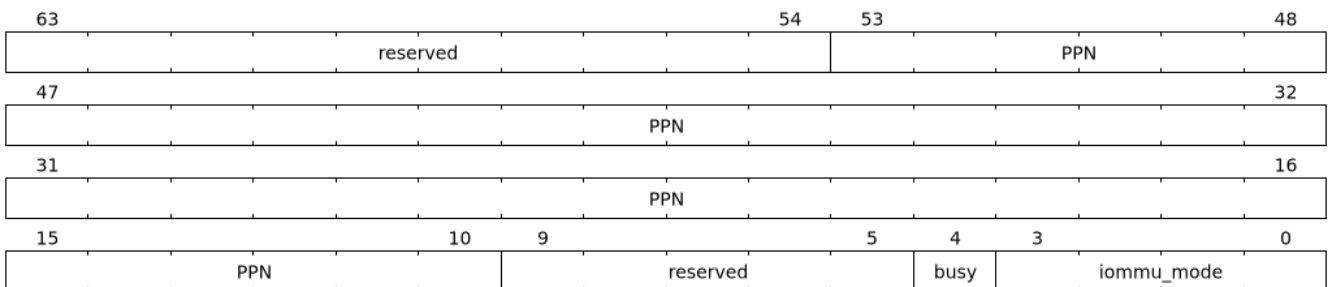 63 54 53 48
reserved PPN
47 32
PPN
31 16
PPN
15 10 9 5 4 3 0
PPN reserved busy iommu_mode